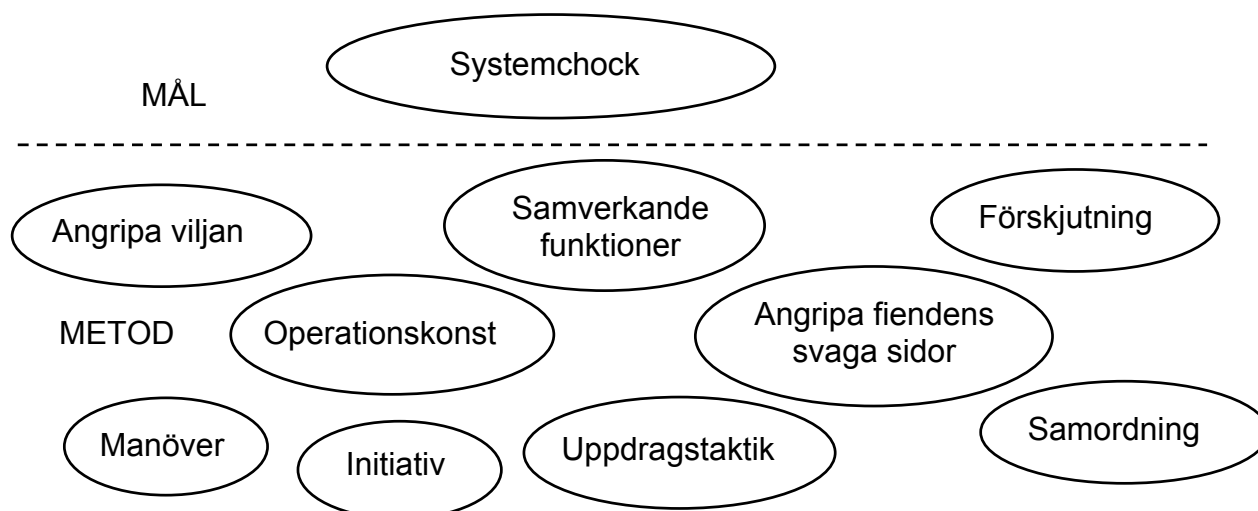 Systemchock
MÅL
Angripa viljan
Samverkande
funktioner
Förskjutning
METOD
Operationskonst
Angripa fiendens
svaga sidor
Manöver
Initiativ
Uppdragstaktik
Samordning